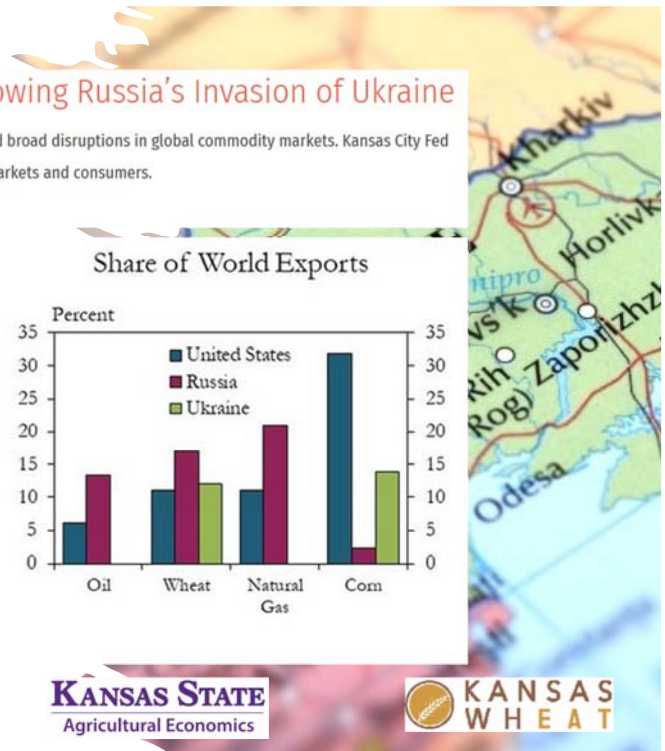 owing Russia's Invasion of Ukraine
d broad disruptions in global commodity markets. Kansas City Fed
arkets and consumers.
Share of World Exports
Percent
35 35
30 30
25 25
20 20
15 15
10 10
5 5
0 0
United States
Russia
Ukraine
Oil Wheat Natural Gas Corn
Kharkiv
Horlivk
nipro
vs'k
Zaporizhzh
Rih
Rog)
Odesa
KANSAS STATE
Agricultural Economics
KANSAS
WHEAT